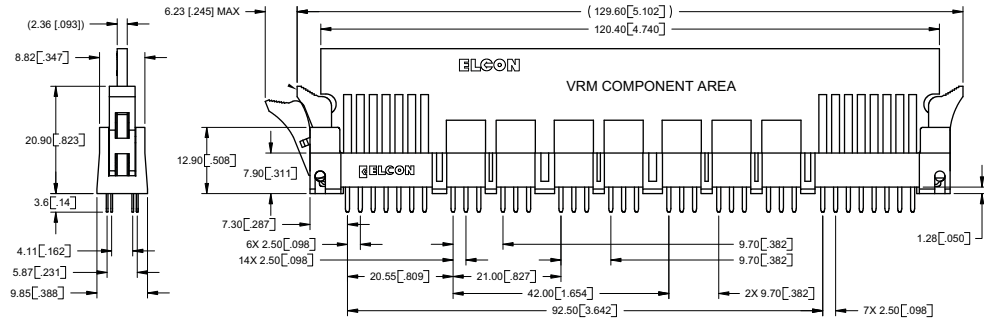 6.23 [.245] MAX
(129.60[5.102])
(2.36 [.093])
120.40[4.740]
8.82[.347]
ELCON
VRM COMPONENT AREA
20.90[.823]
12.90[.508]
7.90[.311]
ELCON
3.6[.14]
7.30[.287]
1.28[.050]
4.11[.162]
6X 2.50[.098]
9.70[.382]
14X 2.50[.098]
9.70[.382]
5.87[.231]
20.55[.809]
21.00[.827]
9.85[.388]
42.00[1.654]
2X 9.70[.382]
92.50[3.642]
7X 2.50[.098]